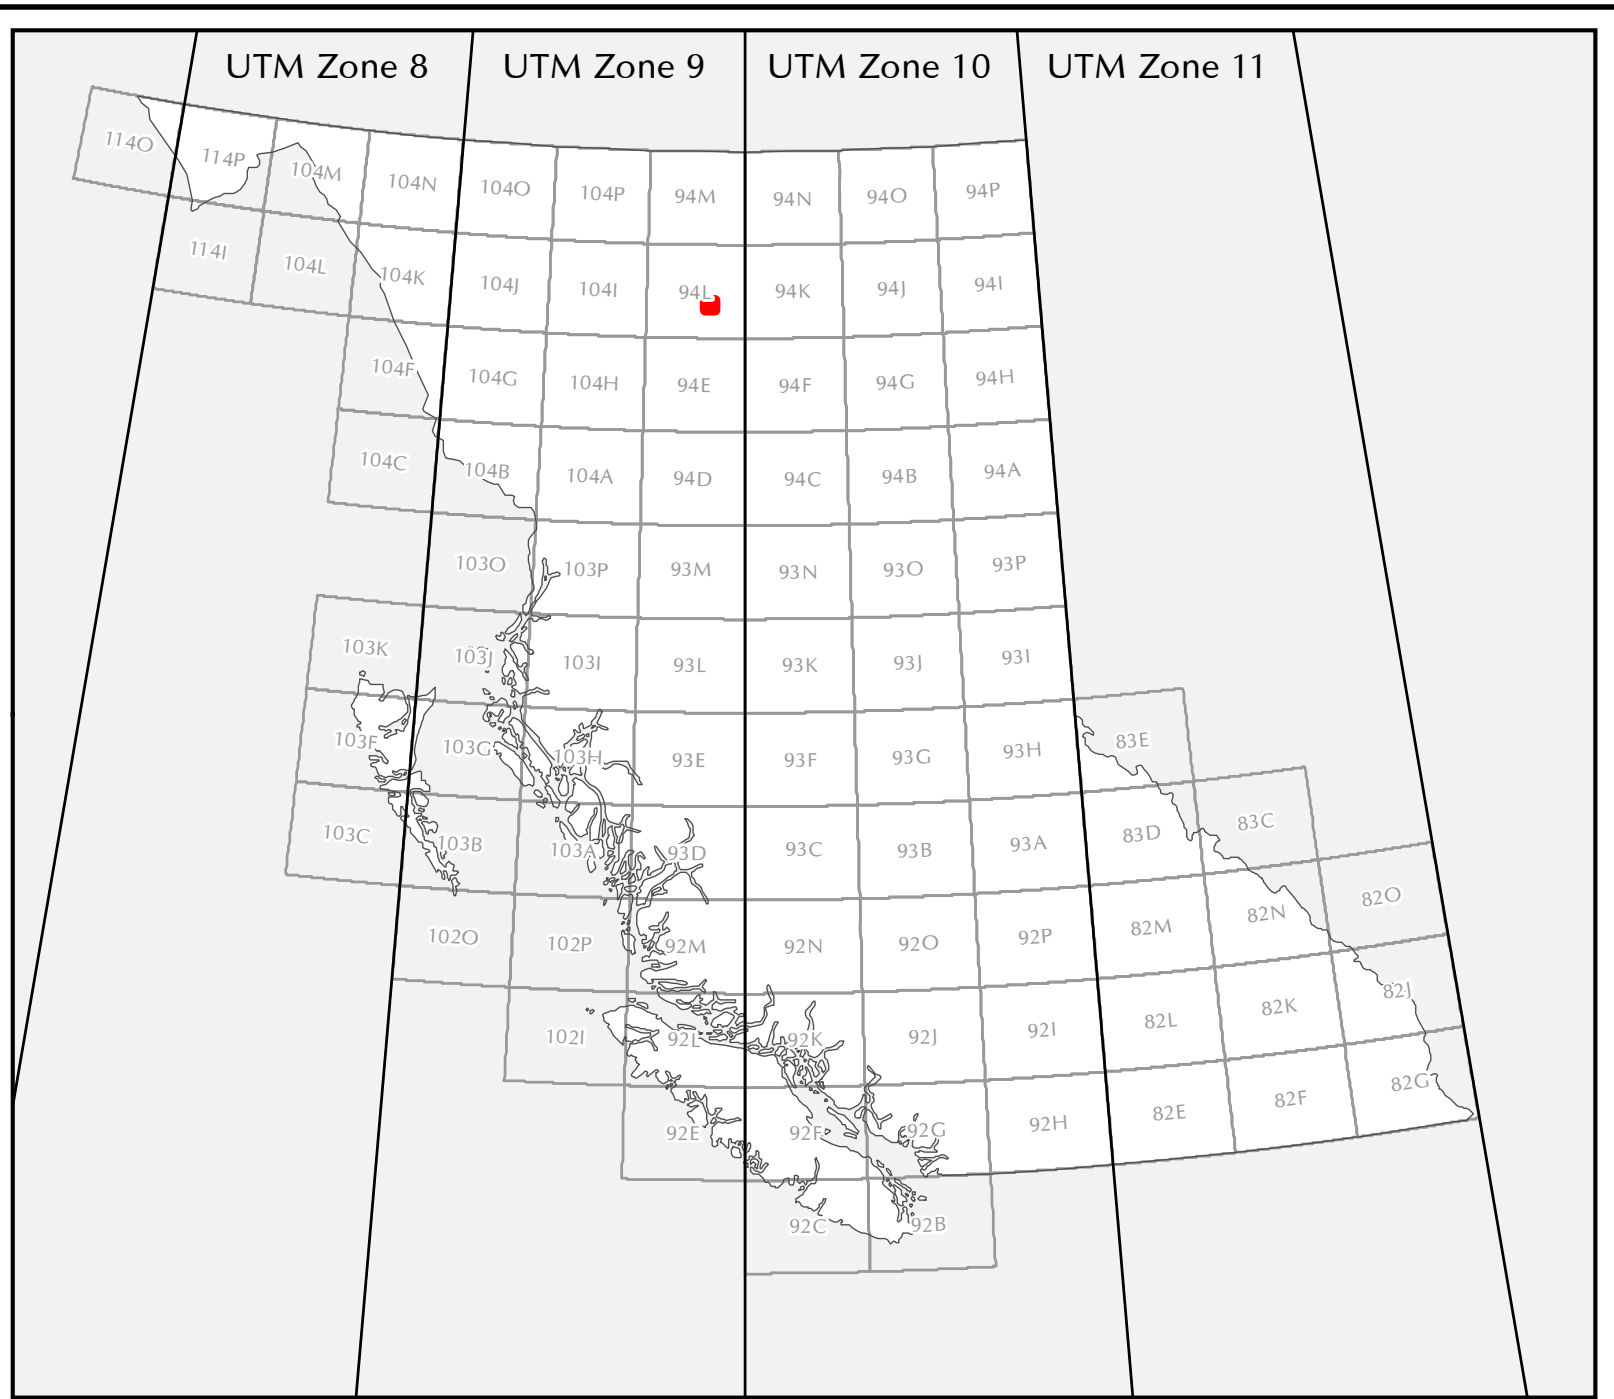 UTM Zone 8 UTM Zone 9 UTM Zone 10 UTM Zone 11
114O 114P 104M 104N 104O 104P 94M 94N 94O 94P
114I 104L 104K 104J 104I 94L 94K 94J 94I
104F 104G 104H 94E 94F 94G 94H
104C 104B 104A 94D 94C 94B 94A
103O 103P 93M 93N 93O 93P
103K 103J 103I 93L 93K 93J 93I
103F 103G 103H 93E 93F 93G 93H 83E
103C 103B 103A 93D 93C 93B 93A 83D 83C
102O 102P 92M 92N 92O 92P 82M 82N 82O
102I 92L 92K 92J 92I 82L 82K 82J
92E 92F 92G 92H 82E 82F 82G
92C 92B